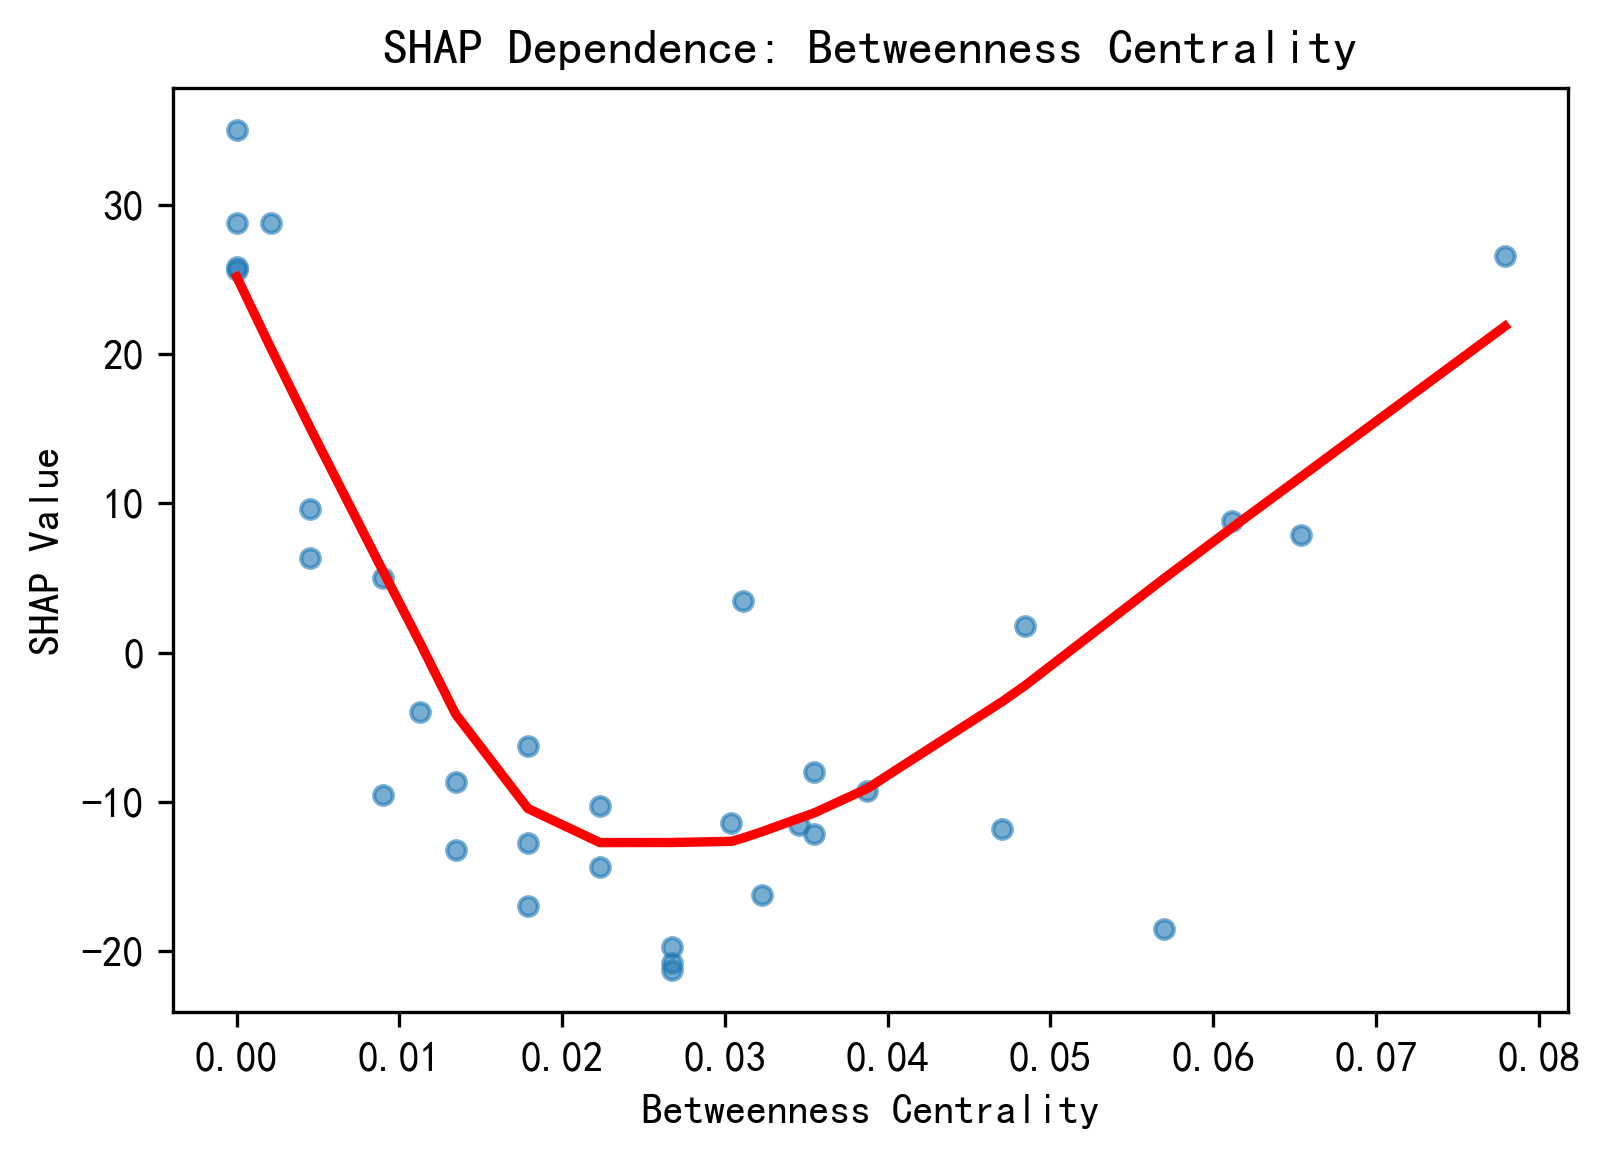 SHAP Dependence: Betweenness Centrality
SHAP Value
30
20
10
0
−10
−20
0.00 0.01 0.02 0.03 0.04 0.05 0.06 0.07 0.08
Betweenness Centrality